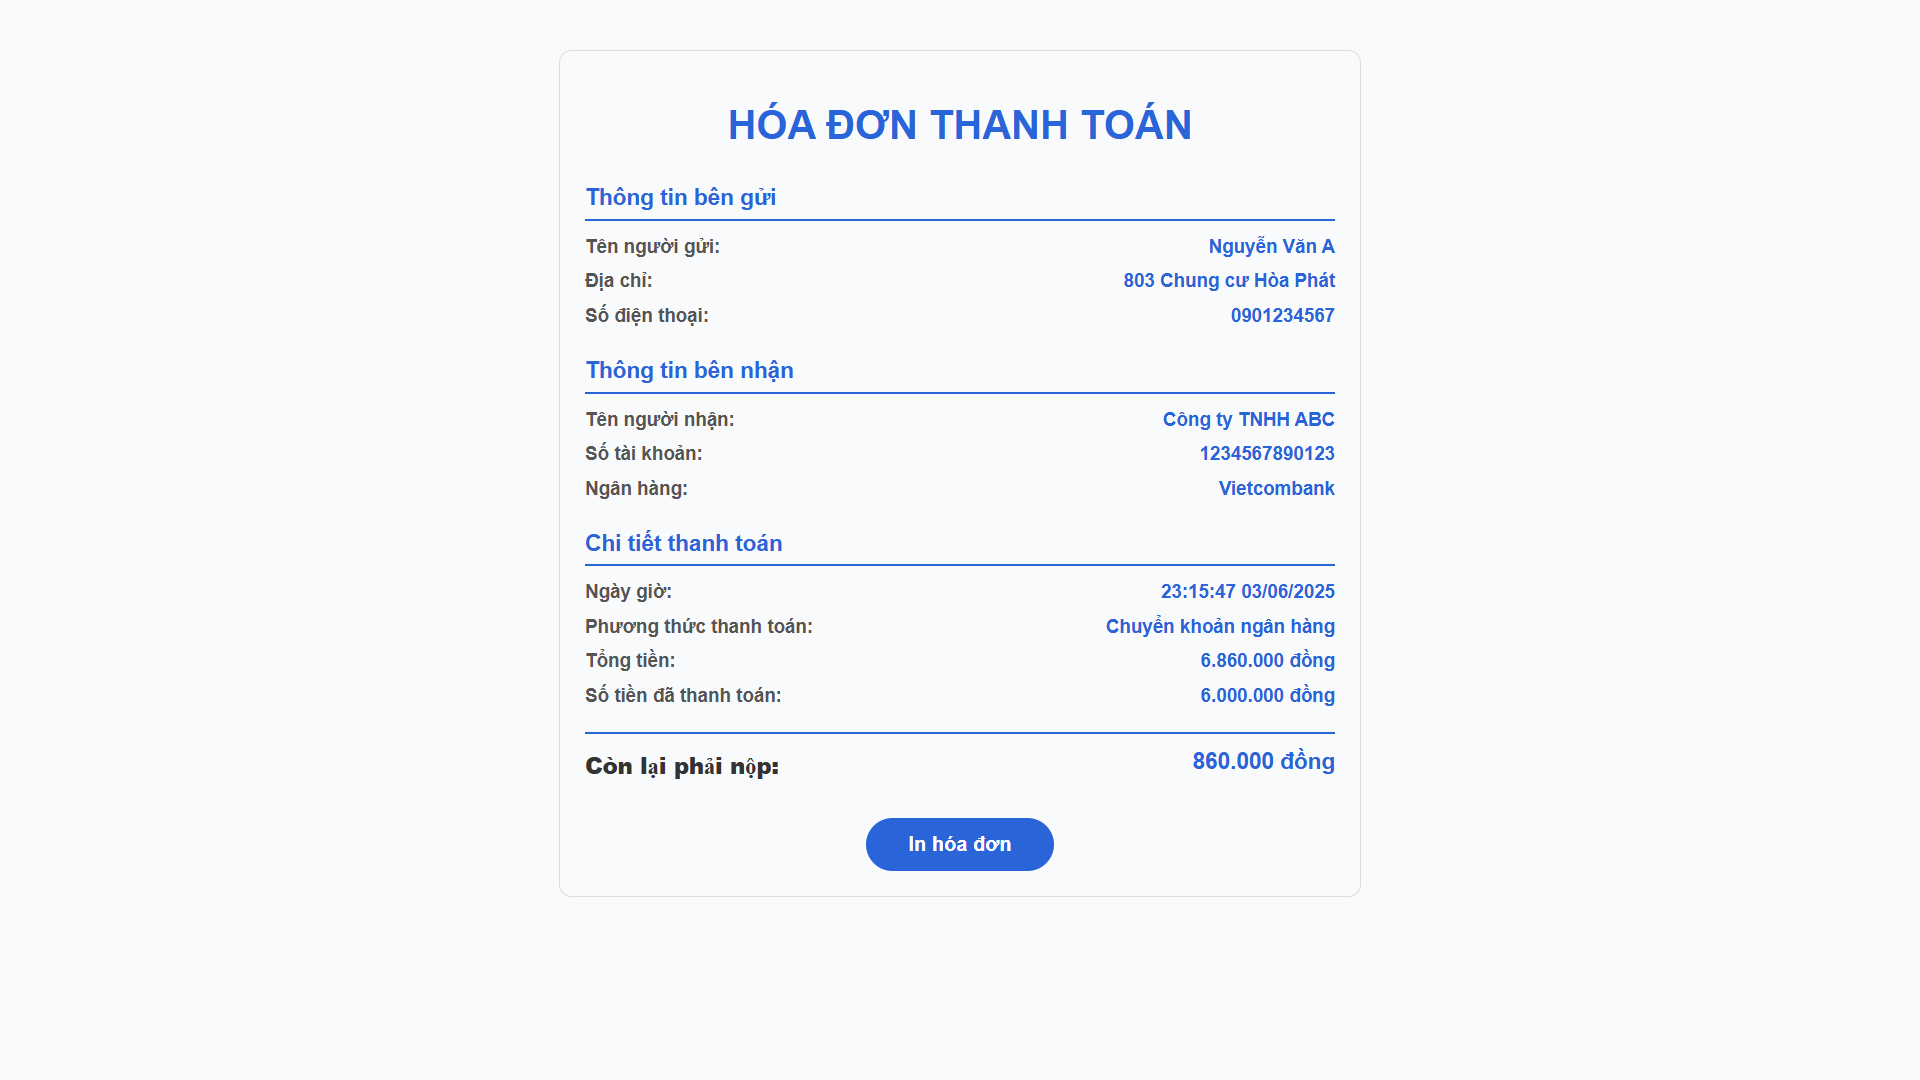 HÓA ĐƠN THANH TOÁN
Thông tin bên gửi
Tên người gửi: Nguyễn Văn A
Địa chỉ: 803 Chung cư Hòa Phát
Số điện thoại: 0901234567
Thông tin bên nhận
Tên người nhận: Công ty TNHH ABC
Số tài khoản: 1234567890123
Ngân hàng: Vietcombank
Chi tiết thanh toán
Ngày giờ: 23:15:47 03/06/2025
Phương thức thanh toán: Chuyển khoản ngân hàng
Tổng tiền: 6.860.000 đồng
Số tiền đã thanh toán: 6.000.000 đồng
Còn lại phải nộp: 860.000 đồng
In hóa đơn